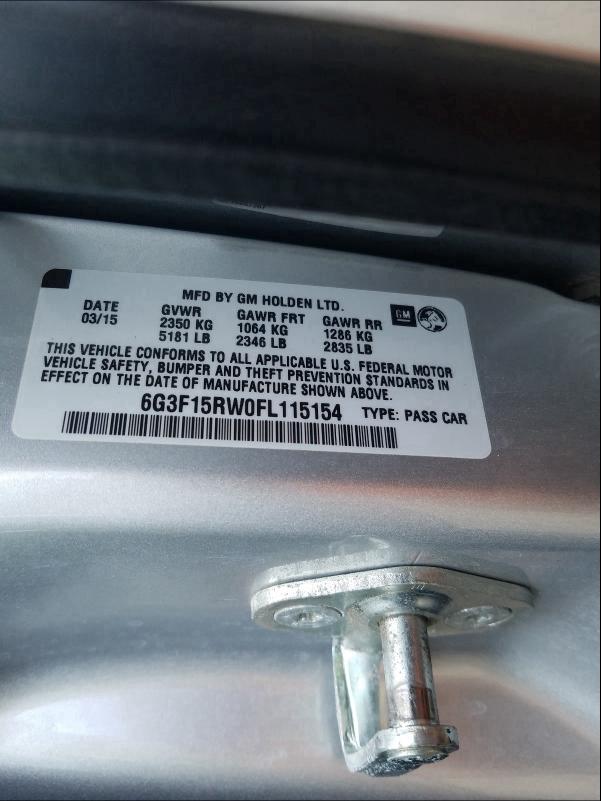 MFD BY GM HOLDEN LTD.
DATE GVWR GAWR FRT GAWR RR GM
03/15 2350 KG 1064 KG 1286 KG
5181 LB 2346 LB 2835 LB
THIS VEHICLE CONFORMS TO ALL APPLICABLE U.S. FEDERAL MOTOR
VEHICLE SAFETY, BUMPER AND THEFT PREVENTION STANDARDS IN
EFFECT ON THE DATE OF MANUFACTURE SHOWN ABOVE.
6G3F15RW0FL115154 TYPE: PASS CAR